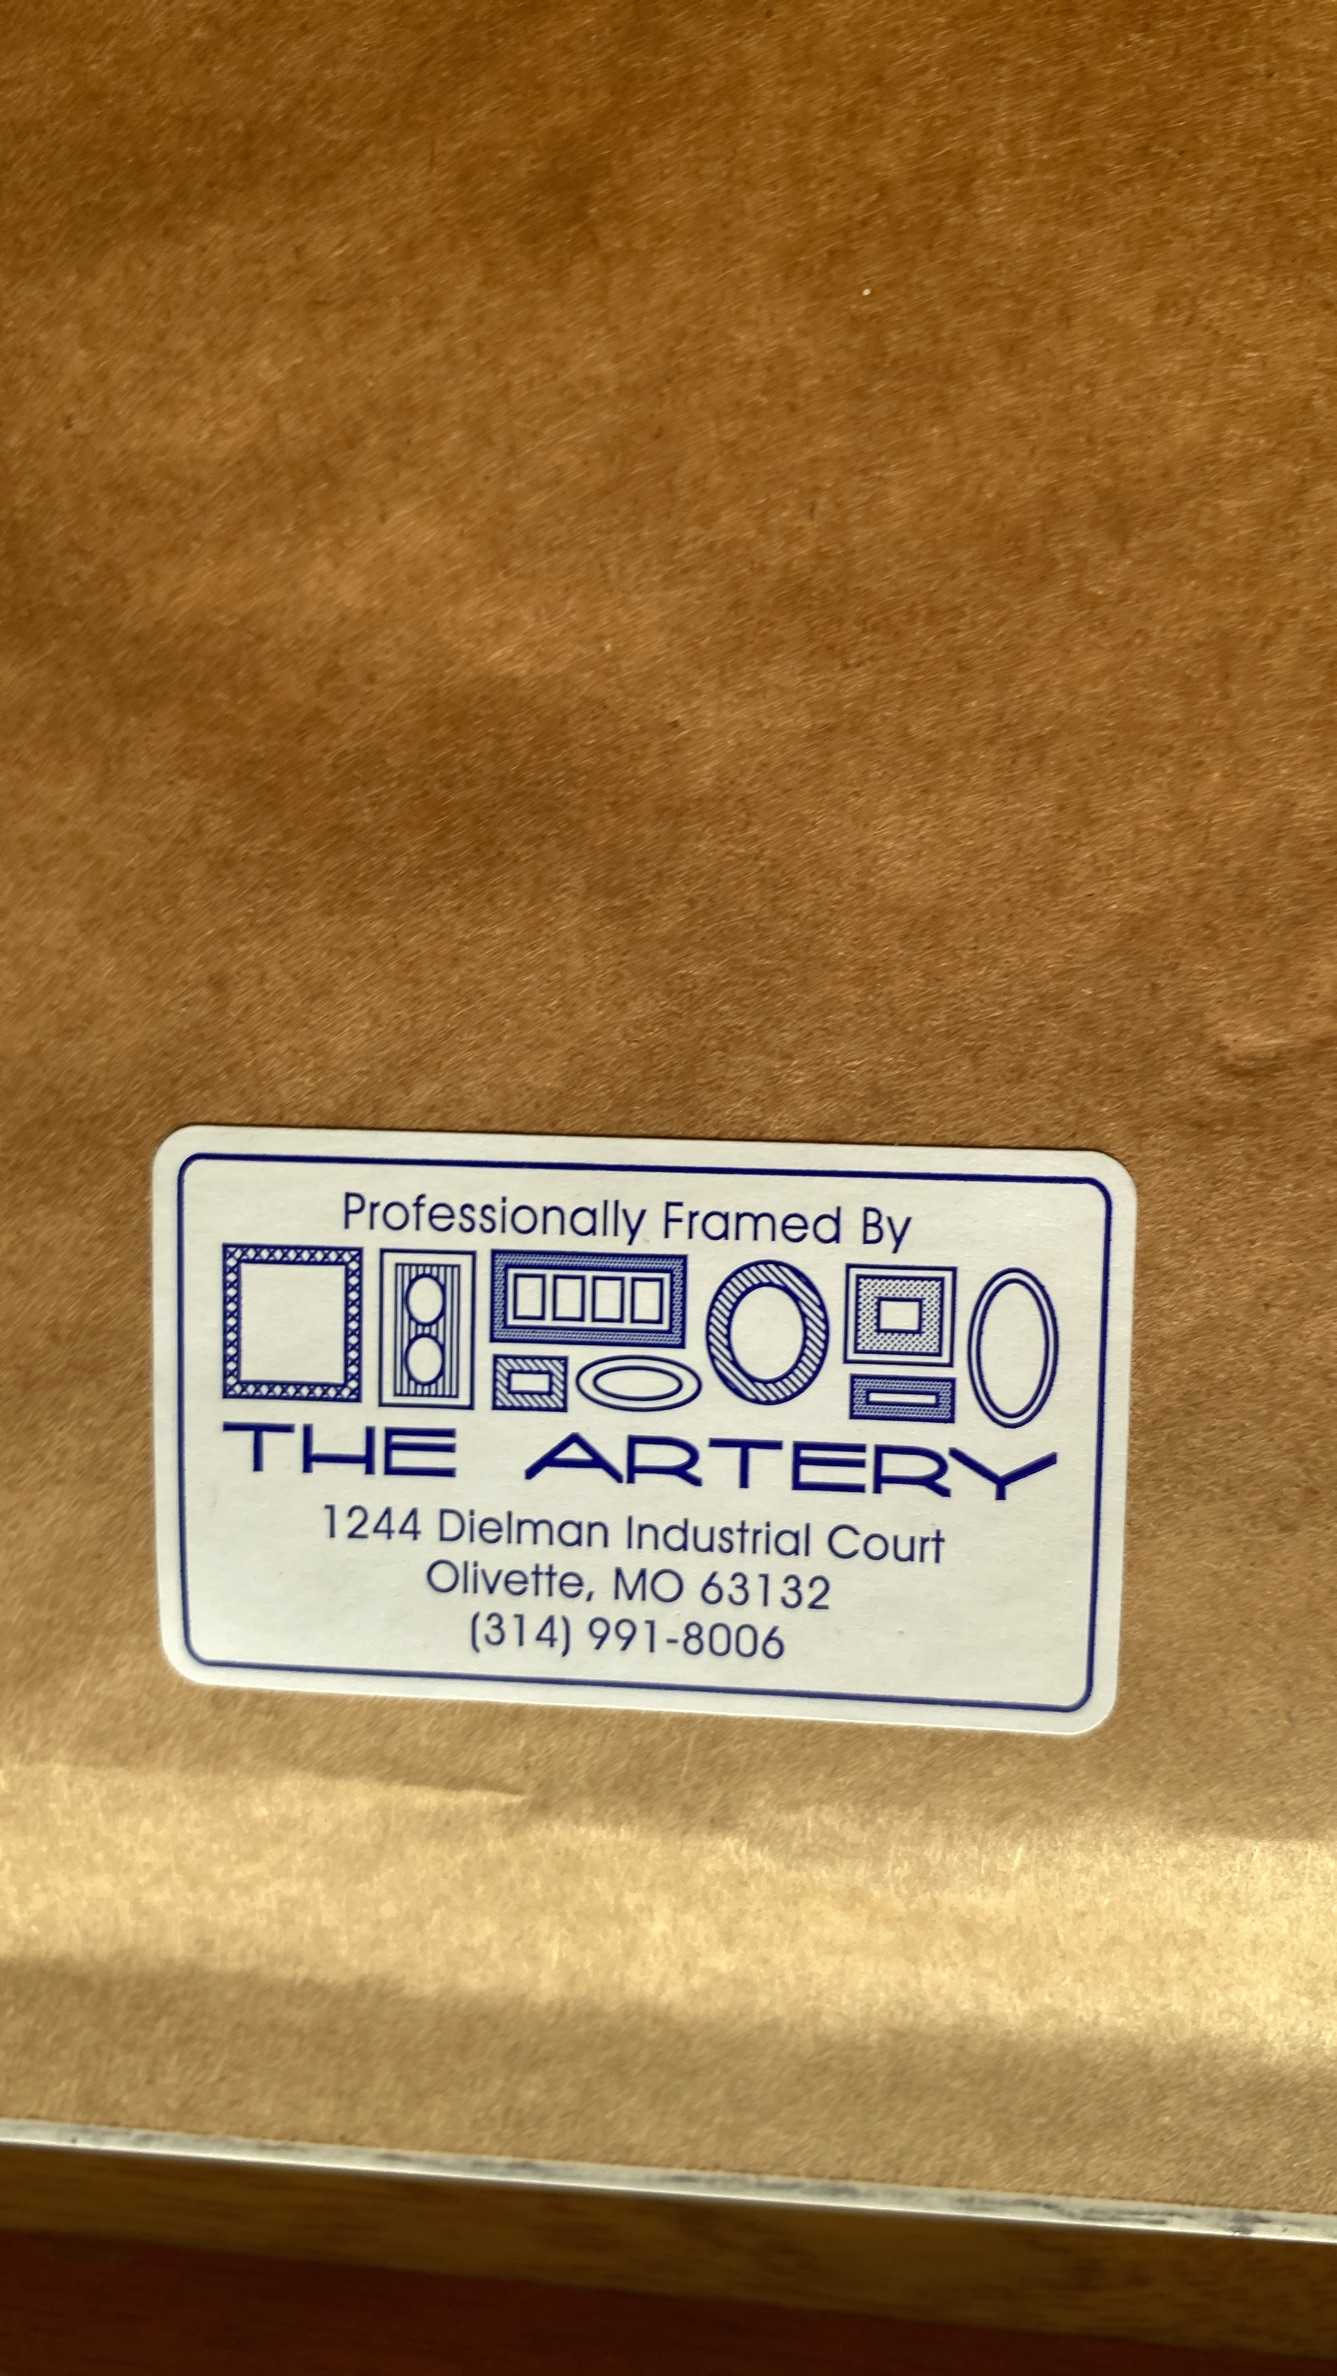 Professionally Framed By
THE ARTERY
1244 Dielman Industrial Court
Olivette, MO 63132
(314) 991-8006